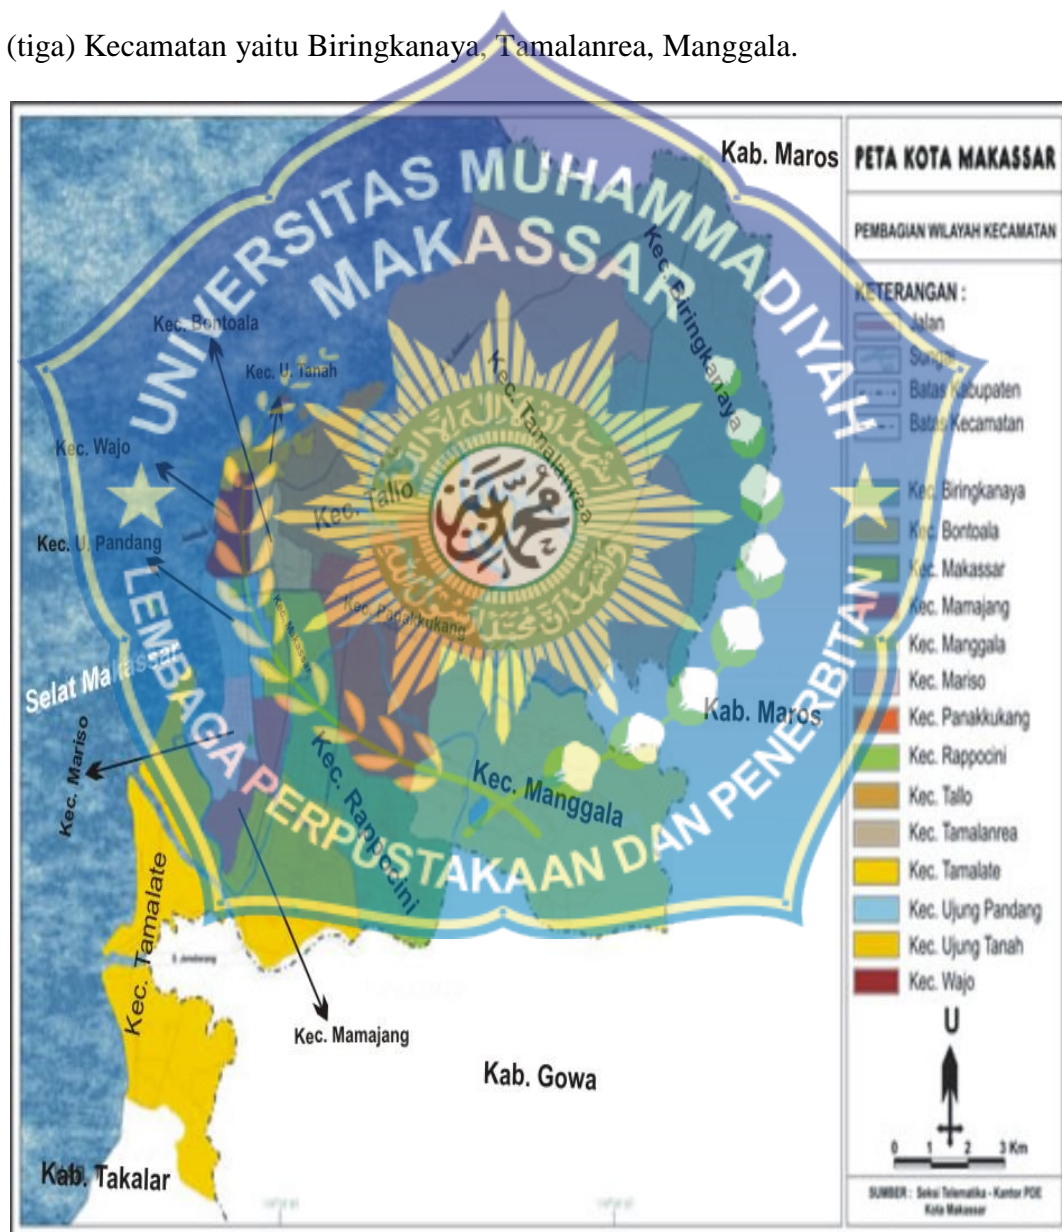 (tiga) Kecamatan yaitu Biringkanaya, Tamalanrea, Manggala.
Kab. Maros
PETA KOTA MAKASSAR
PEMBAGIAN WILAYAH KECAMATAN
KETERANGAN :
Jalan
Sungai
Batas Kabupaten
Batas Kecamatan
Kec. Biringkanaya
Kec. Bontoala
Kec. Makassar
Kec. Mamajang
Kec. Manggala
Kec. Mariso
Kec. Panakkukang
Kec. Rappocini
Kec. Tallo
Kec. Tamalanrea
Kec. Tamalate
Kec. Ujung Pandang
Kec. Ujung Tanah
Kec. Wajo
U
0 1 2 3 Km
SUMBER : Seksi Telematika - Kantor PDE
Kota Makassar
UNIVERSITAS MUHAMMADIYAH
MAKASSAR
LEMBAGA PERPUSTAKAAN DAN PENERBITAN
Kec. Biringkanaya
Kec. Bontoala
Kec. U. Tanah
Kec. Tamalanrea
Kec. Wajo
Kec. Tallo
Kec. U. Pandang
Kec. Makassar
Kec. Panakkukang
Selat Makassar
Kab. Maros
Kec. Mariso
Kec. Rappocini
Kec. Manggala
Kec. Tamalate
S. Jeneberang
Kec. Mamajang
Kab. Gowa
Kab. Takalar